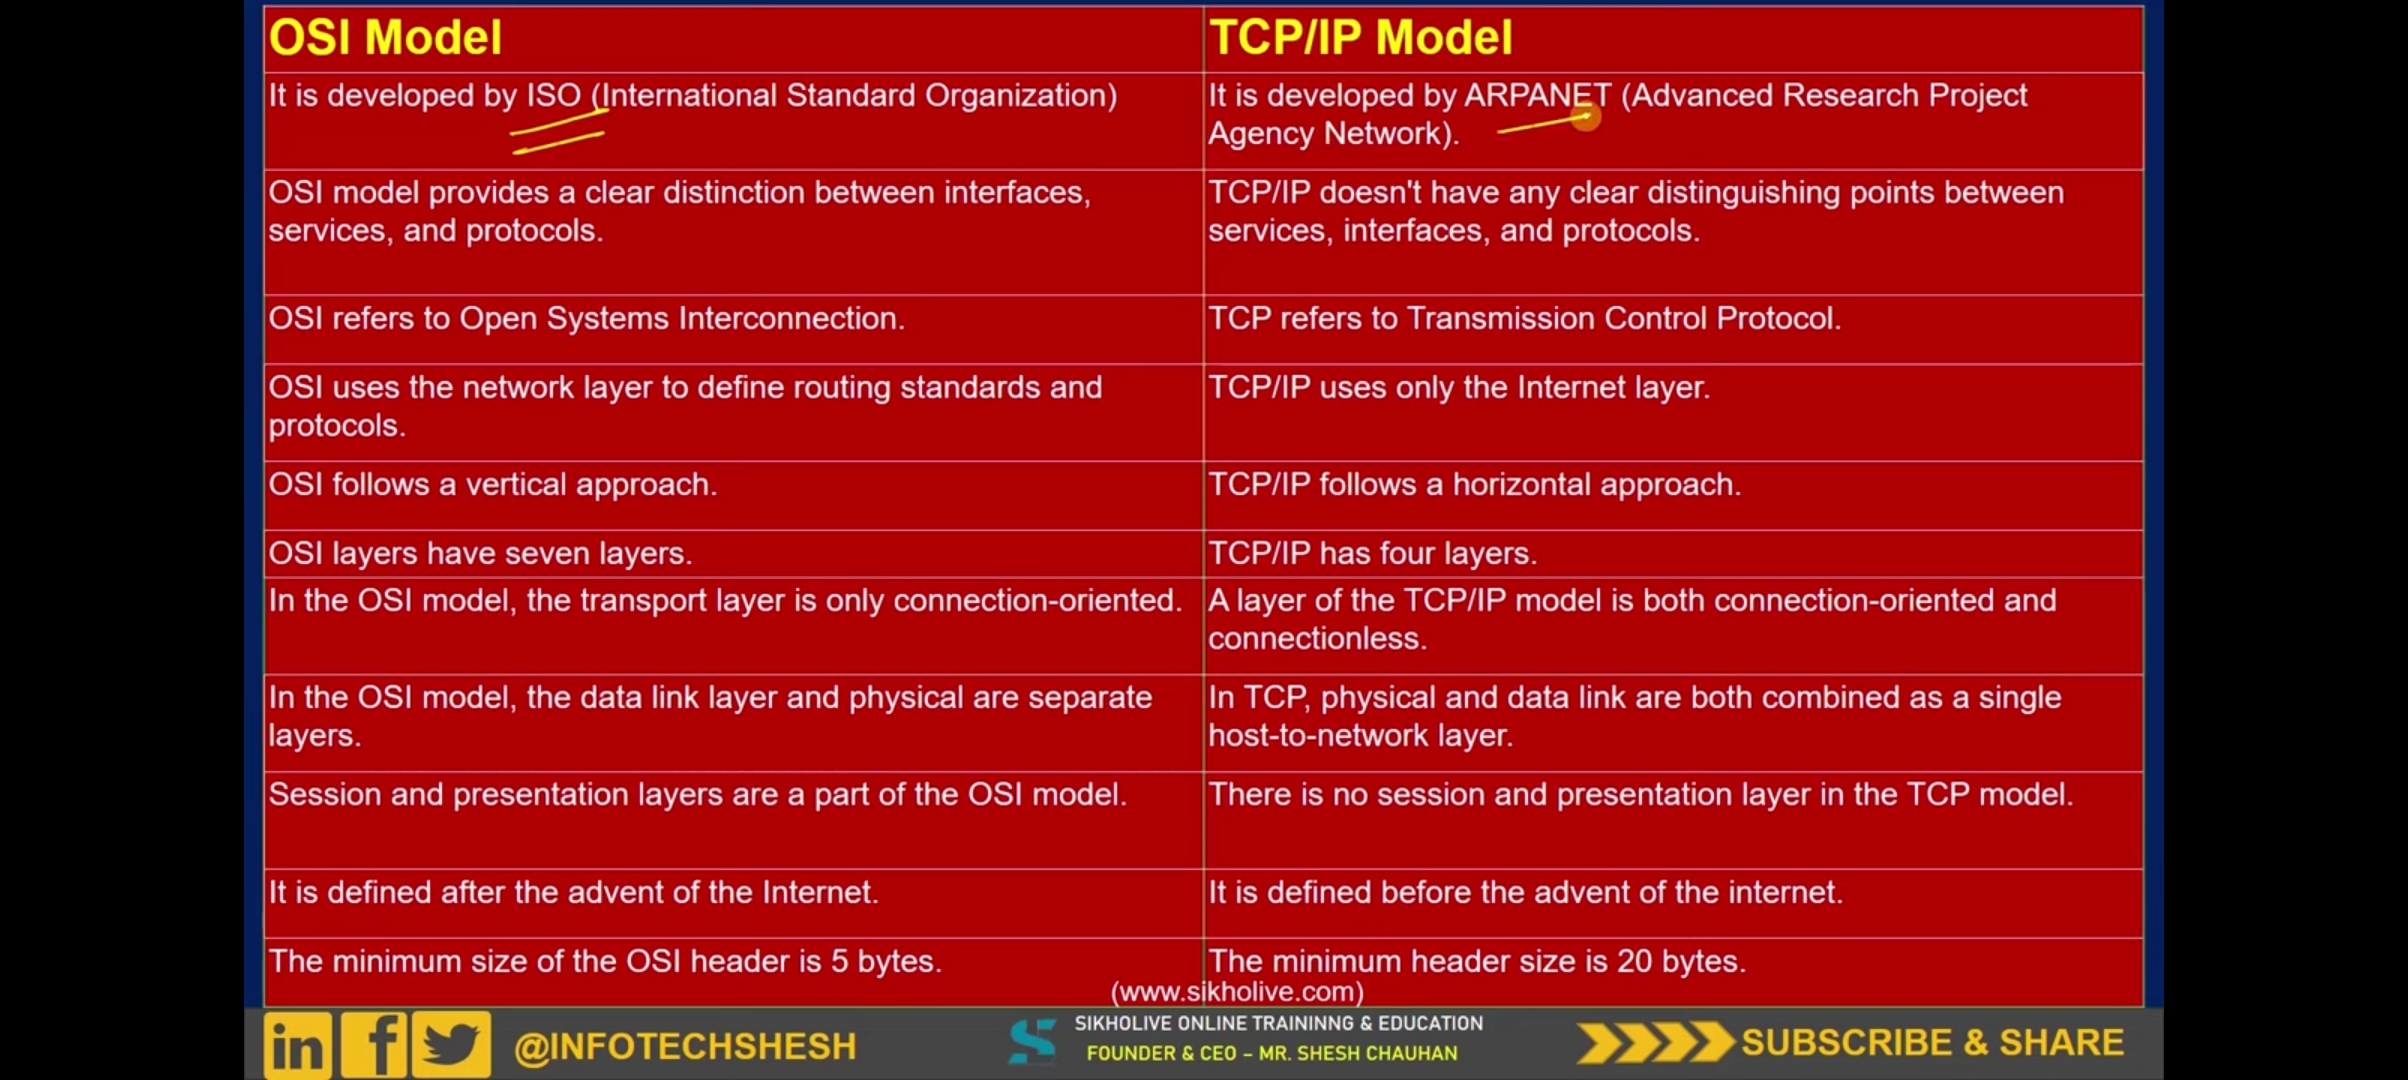 OSI Model
TCP/IP Model
It is developed by ISO (International Standard Organization)
It is developed by ARPANET (Advanced Research Project
Agency Network).
OSI model provides a clear distinction between interfaces,
services, and protocols.
TCP/IP doesn't have any clear distinguishing points between
services, interfaces, and protocols.
OSI refers to Open Systems Interconnection.
TCP refers to Transmission Control Protocol.
OSI uses the network layer to define routing standards and
protocols.
TCP/IP uses only the Internet layer.
OSI follows a vertical approach.
TCP/IP follows a horizontal approach.
OSI layers have seven layers.
TCP/IP has four layers.
In the OSI model, the transport layer is only connection-oriented.
A layer of the TCP/IP model is both connection-oriented and
connectionless.
In the OSI model, the data link layer and physical are separate
layers.
In TCP, physical and data link are both combined as a single
host-to-network layer.
Session and presentation layers are a part of the OSI model.
There is no session and presentation layer in the TCP model.
It is defined after the advent of the Internet.
It is defined before the advent of the internet.
The minimum size of the OSI header is 5 bytes.
The minimum header size is 20 bytes.
(www.sikholive.com)
in f
@INFOTECHSHESH
SIKHOLIVE ONLINE TRAININNG & EDUCATION
FOUNDER & CEO – MR. SHESH CHAUHAN
SUBSCRIBE & SHARE